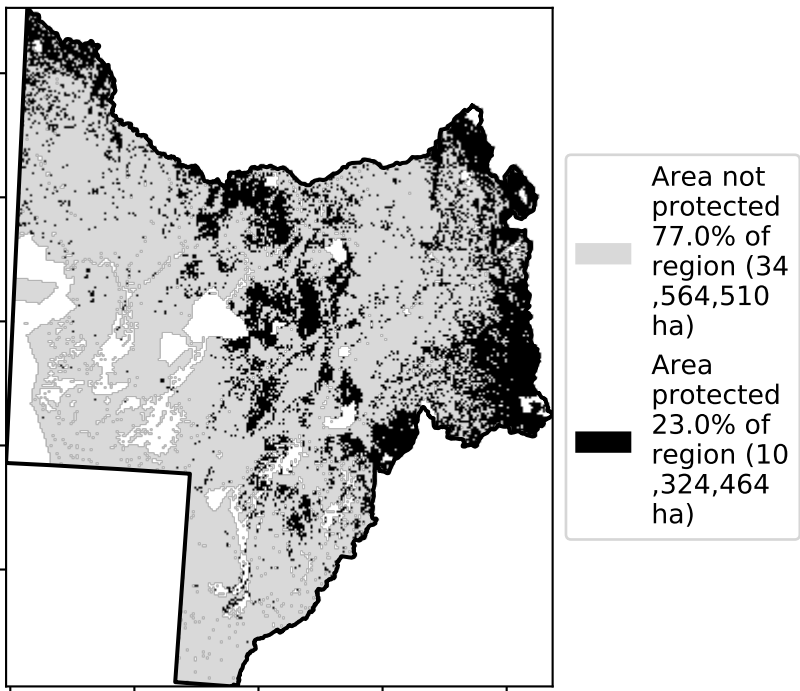 Area not
protected
77.0% of
region (34
,564,510
ha)
Area
protected
23.0% of
region (10
,324,464
ha)